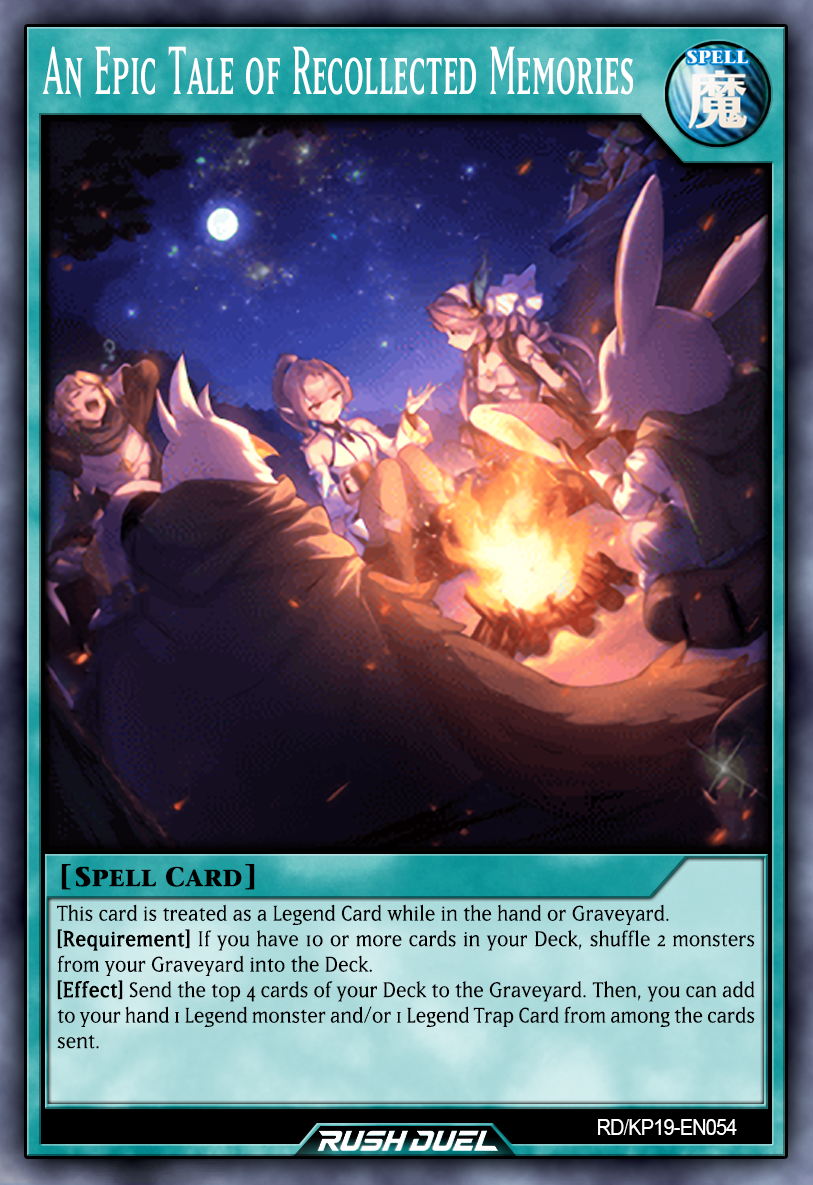 An Epic Tale of Recollected Memories
SPELL
魔
[Spell Card]
This card is treated as a Legend Card while in the hand or Graveyard.
[Requirement] If you have 10 or more cards in your Deck, shuffle 2 monsters
from your Graveyard into the Deck.
[Effect] Send the top 4 cards of your Deck to the Graveyard. Then, you can add
to your hand 1 Legend monster and/or 1 Legend Trap Card from among the cards
sent.
RD/KP19-EN054
RUSH DUEL